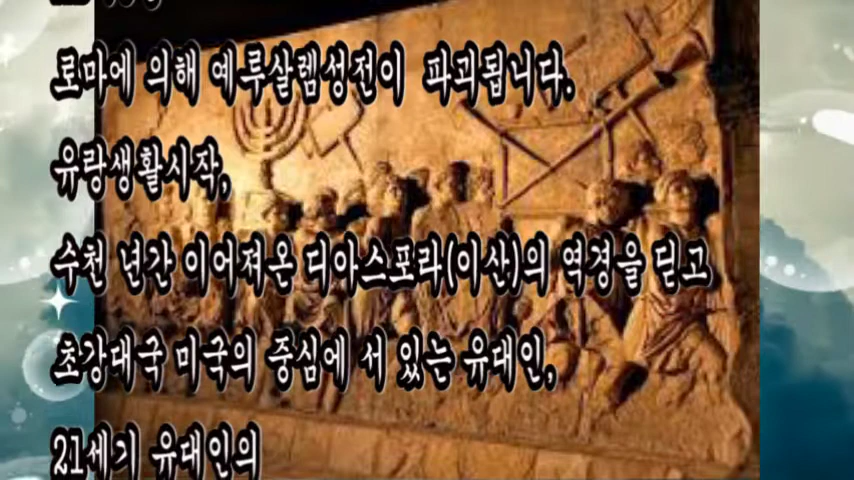 로마에 의해 예루살렘성전이 파괴됩니다.
유랑생활시작,
수천 년간 이어져온 디아스포라(이산)의 역경을 딛고
초강대국 미국의 중심에 서 있는 유대인,
21세기 유대인의